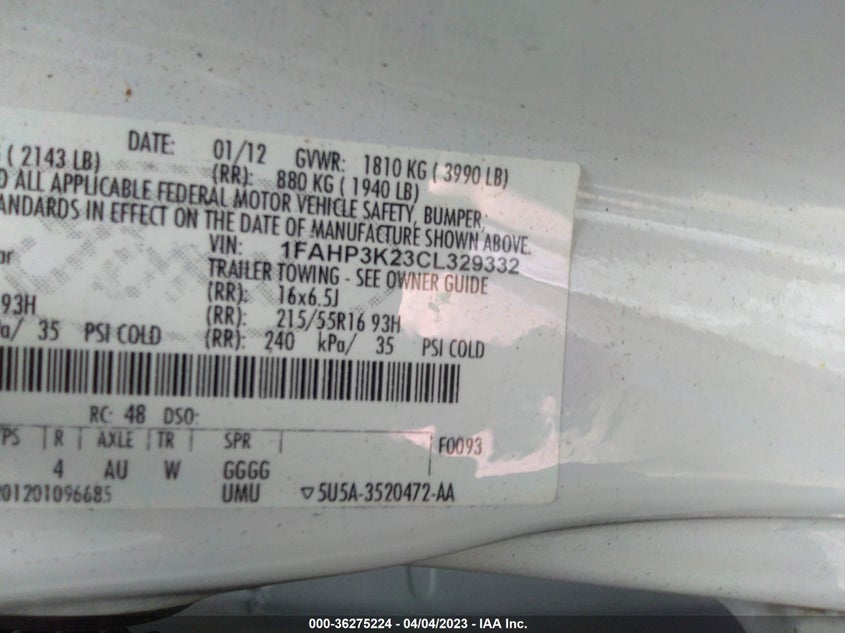 DATE: 01/12 GVWR: 1810 KG ( 3990 LB)
( 2143 LB) (RR): 880 KG ( 1940 LB)
ALL APPLICABLE FEDERAL MOTOR VEHICLE SAFETY, BUMPER,
ANDARDS IN EFFECT ON THE DATE OF MANUFACTURE SHOWN ABOVE.
VIN: 1FAHP3K23CL329332
TRAILER TOWING - SEE OWNER GUIDE
(RR): 16x6.5J
93H (RR): 215/55R16 93H
Pa/ 35 PSI COLD (RR): 240 kPa/ 35 PSI COLD
RC: 48 DSO:
PS R AXLE TR SPR F0093
4 AU W GGGG
01201096685 UMU ▽5U5A-3520472-AA
000-36275224 - 04/04/2023 - IAA Inc.